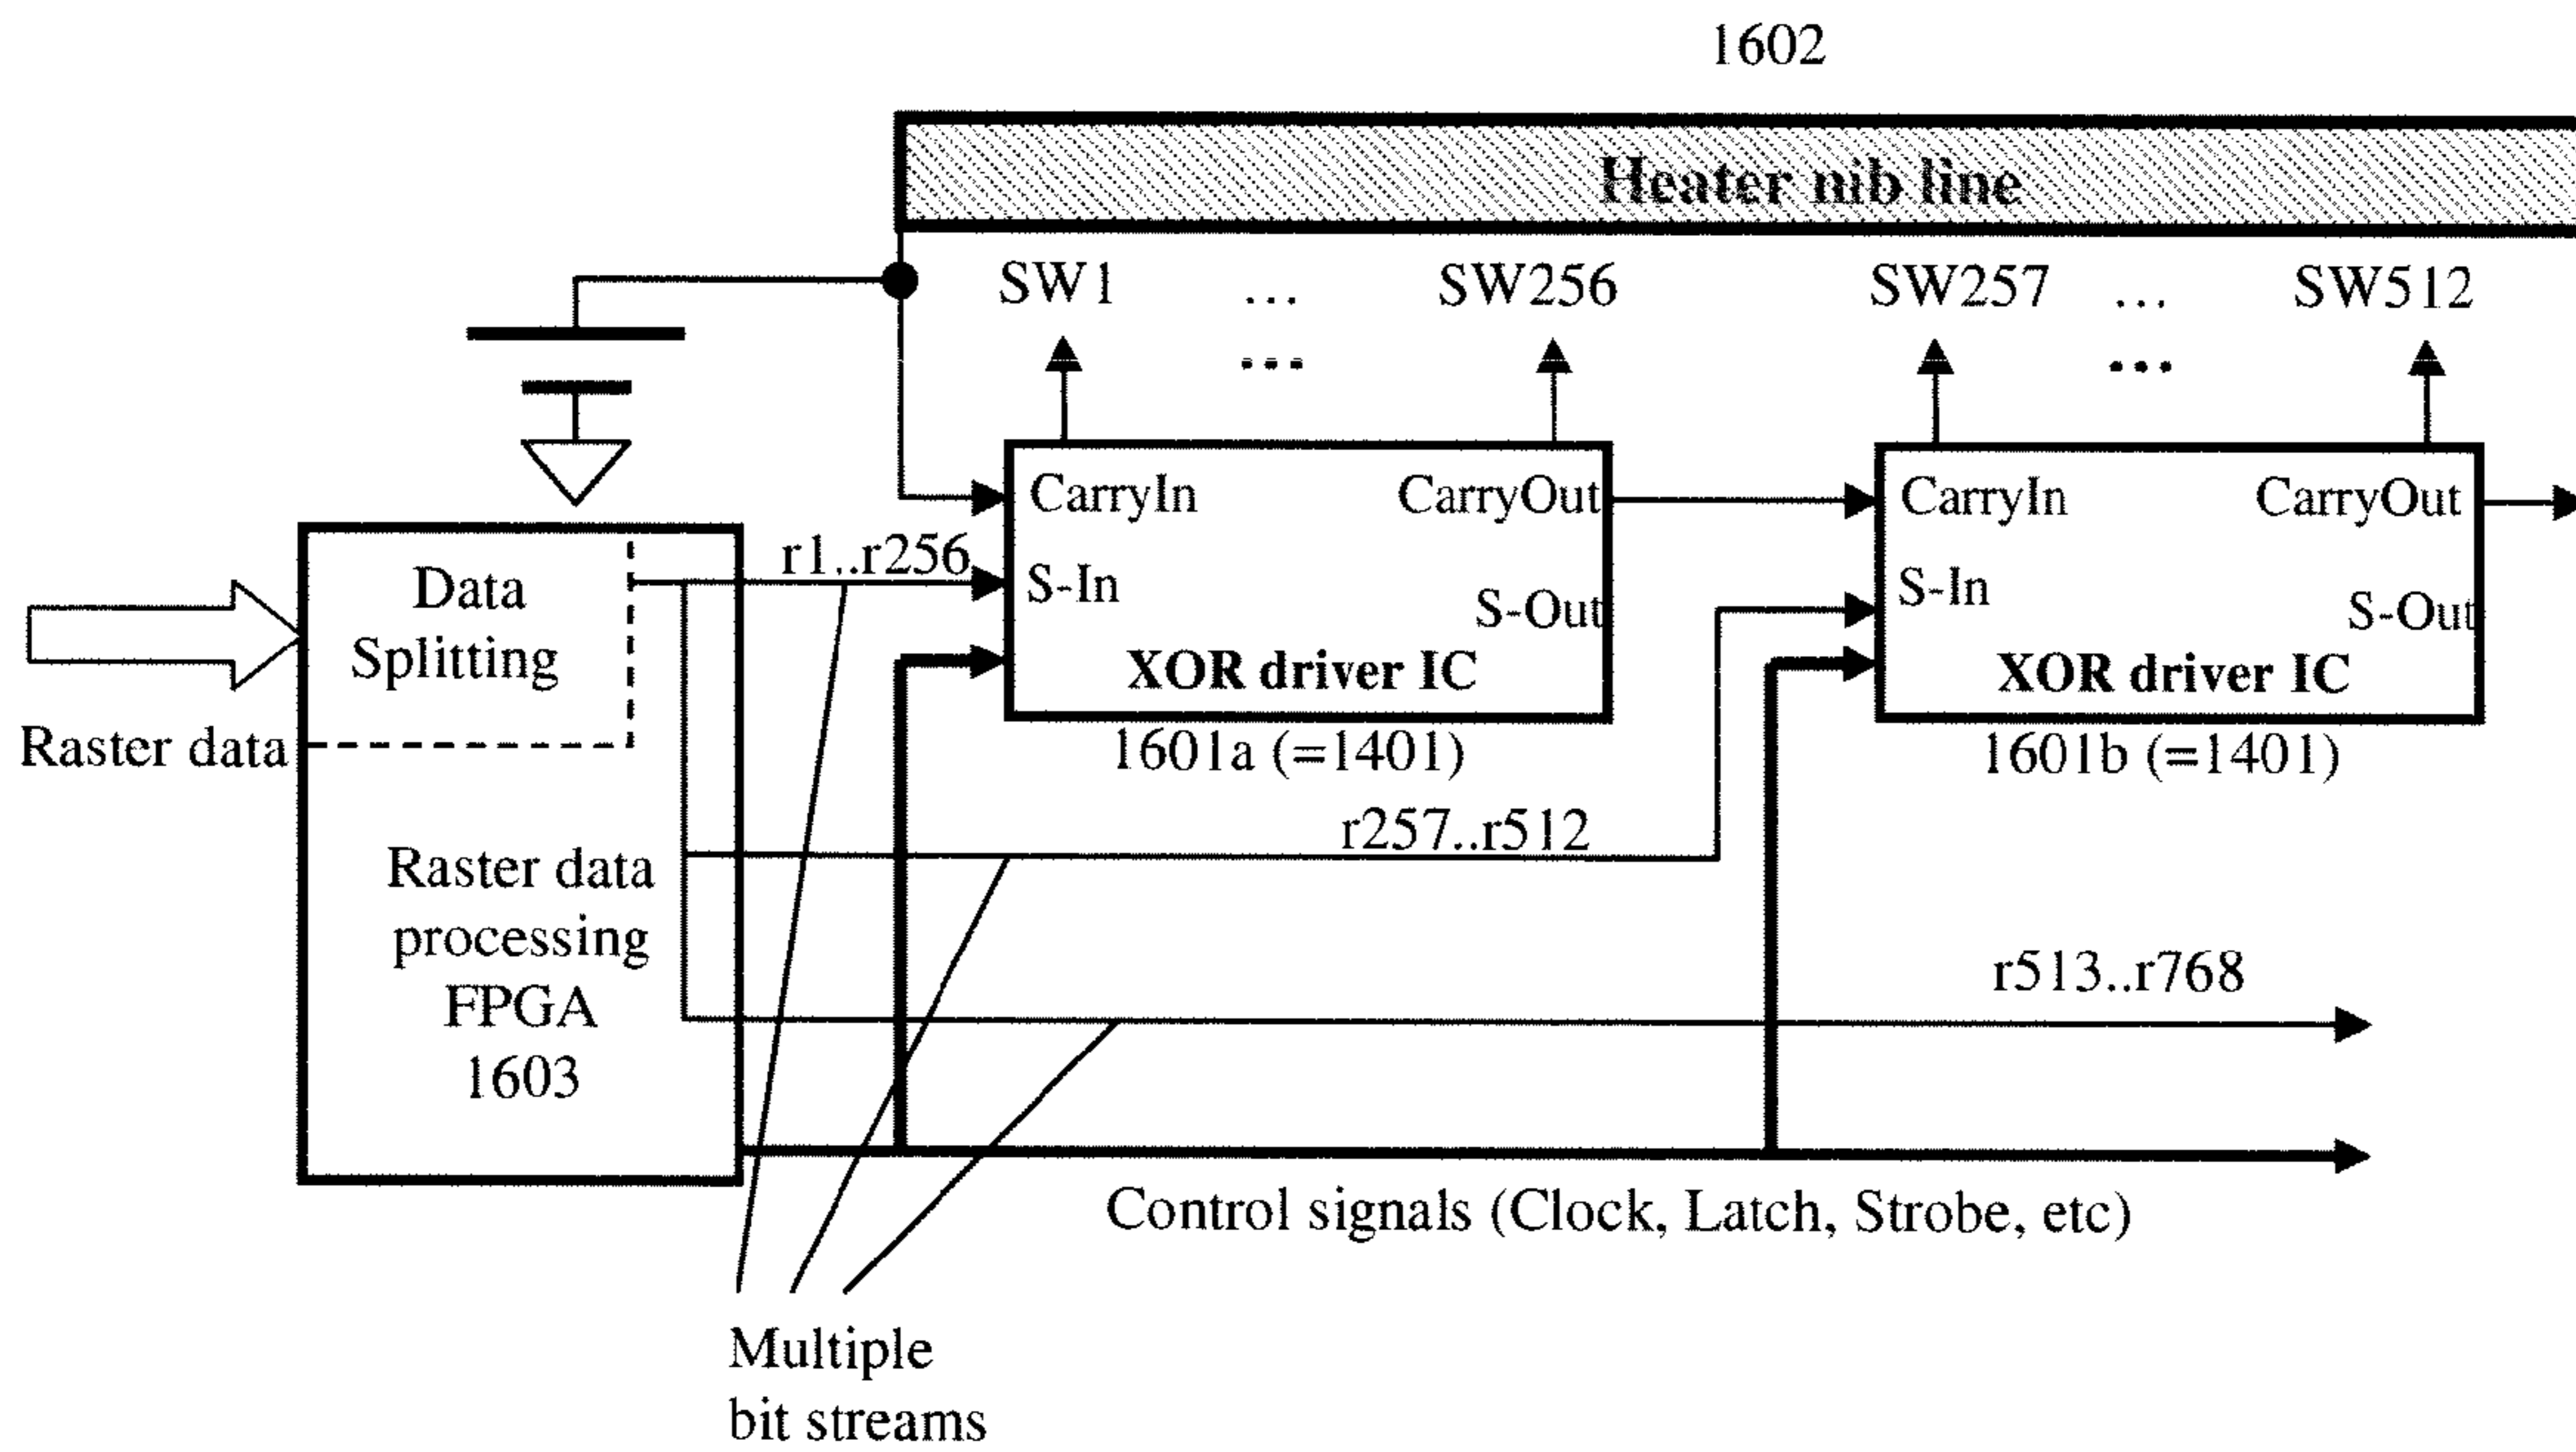 1602
Heater nib line
SW1 ... SW256 SW257 ... SW512
... ...
CarryIn CarryOut CarryIn CarryOut
r1..r256
S-In S-Out S-In S-Out
Data
Splitting
XOR driver IC XOR driver IC
Raster data 1601a (=1401) 1601b (=1401)
r257..r512
Raster data
processing
FPGA
1603
r513..r768
Control signals (Clock, Latch, Strobe, etc)
Multiple
bit streams